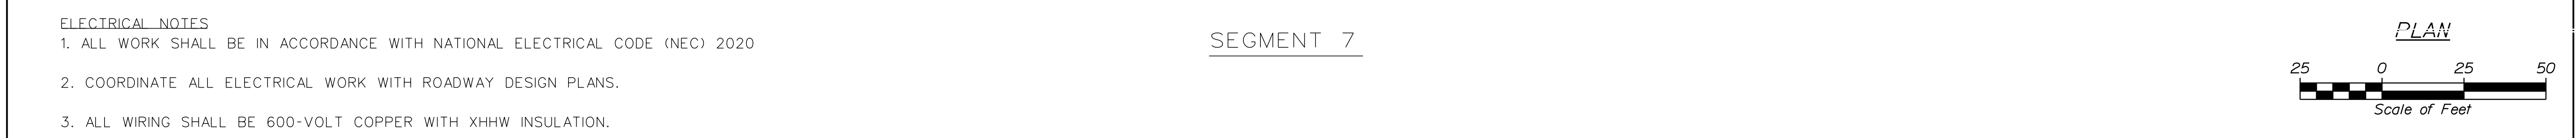 ELECTRICAL NOTES
1. ALL WORK SHALL BE IN ACCORDANCE WITH NATIONAL ELECTRICAL CODE (NEC) 2020
2. COORDINATE ALL ELECTRICAL WORK WITH ROADWAY DESIGN PLANS.
3. ALL WIRING SHALL BE 600-VOLT COPPER WITH XHHW INSULATION.
SEGMENT 7
PLAN
25 0 25 50
Scale of Feet